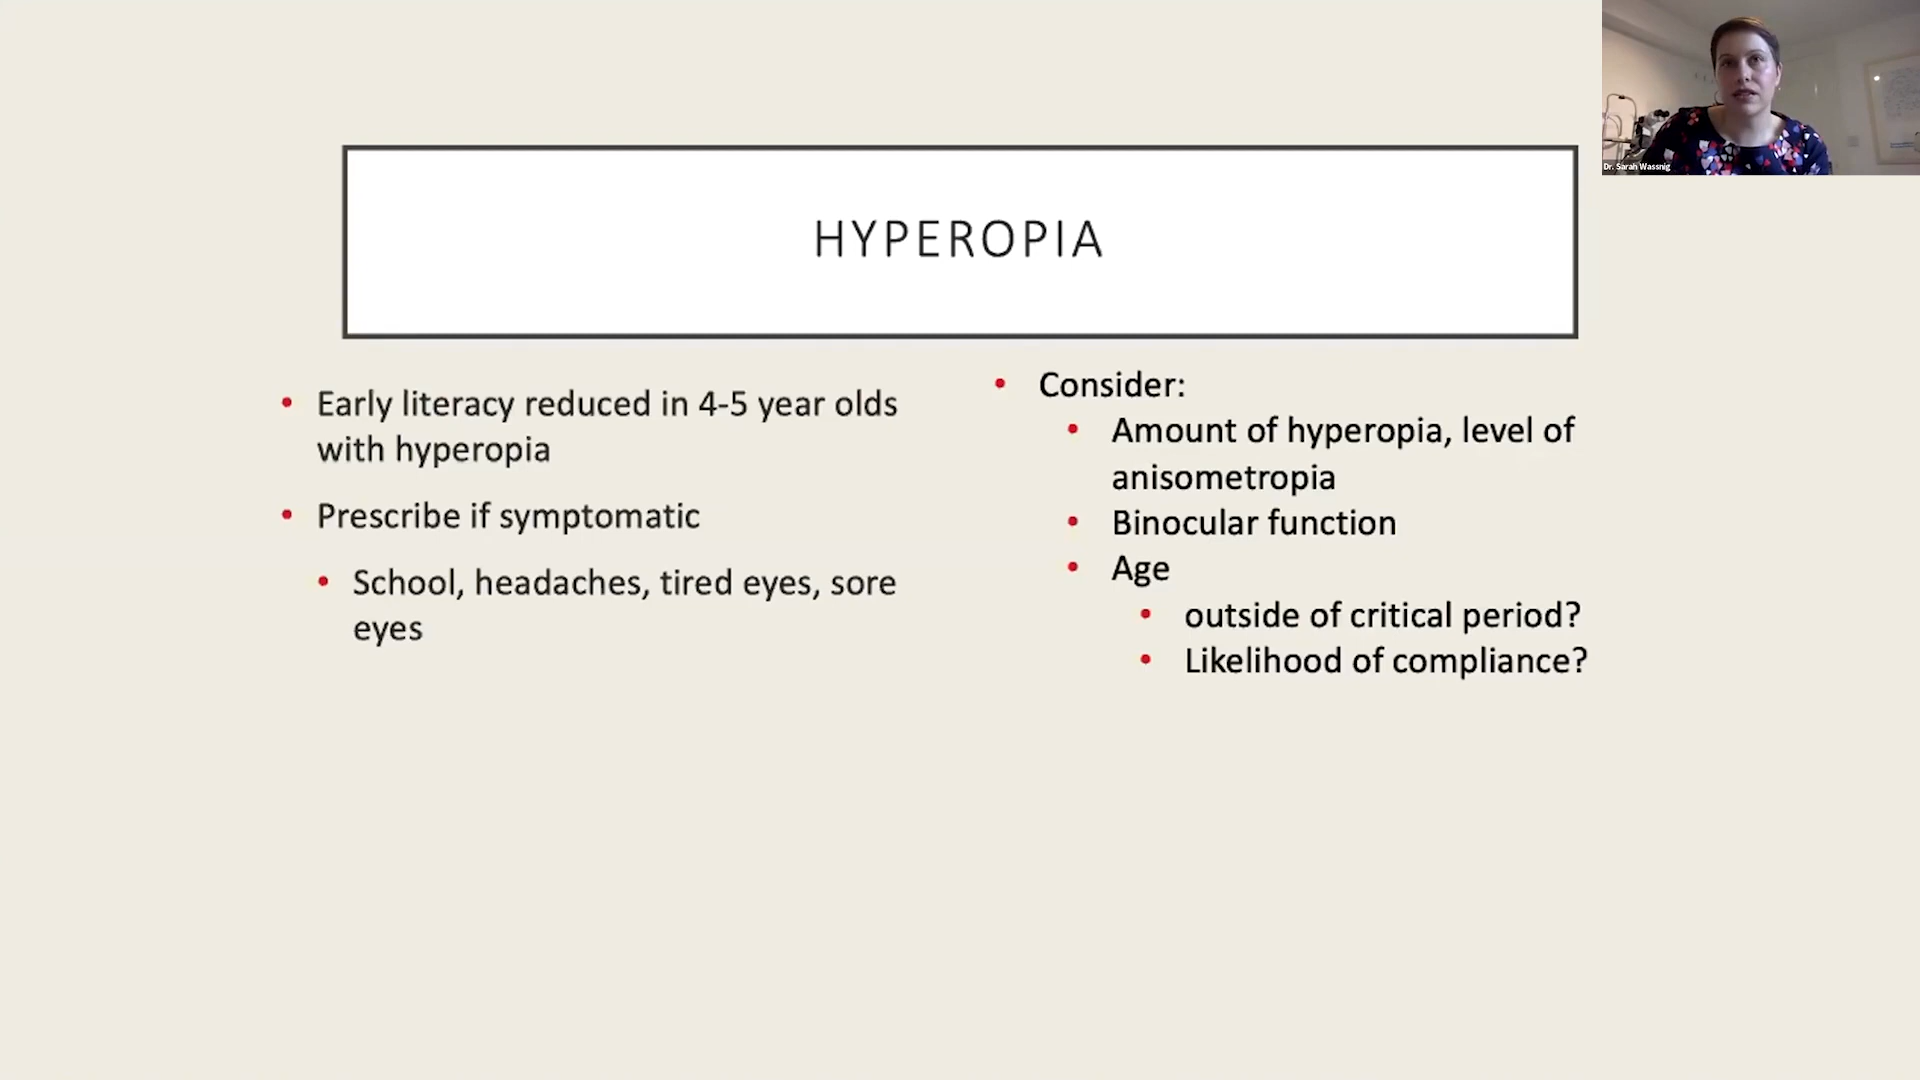 HYPEROPIA
• Early literacy reduced in 4-5 year olds
with hyperopia
• Prescribe if symptomatic
• School, headaches, tired eyes, sore
eyes
• Consider:
• Amount of hyperopia, level of
anisometropia
• Binocular function
• Age
• outside of critical period?
• Likelihood of compliance?
Dr. Sarah Wassnig